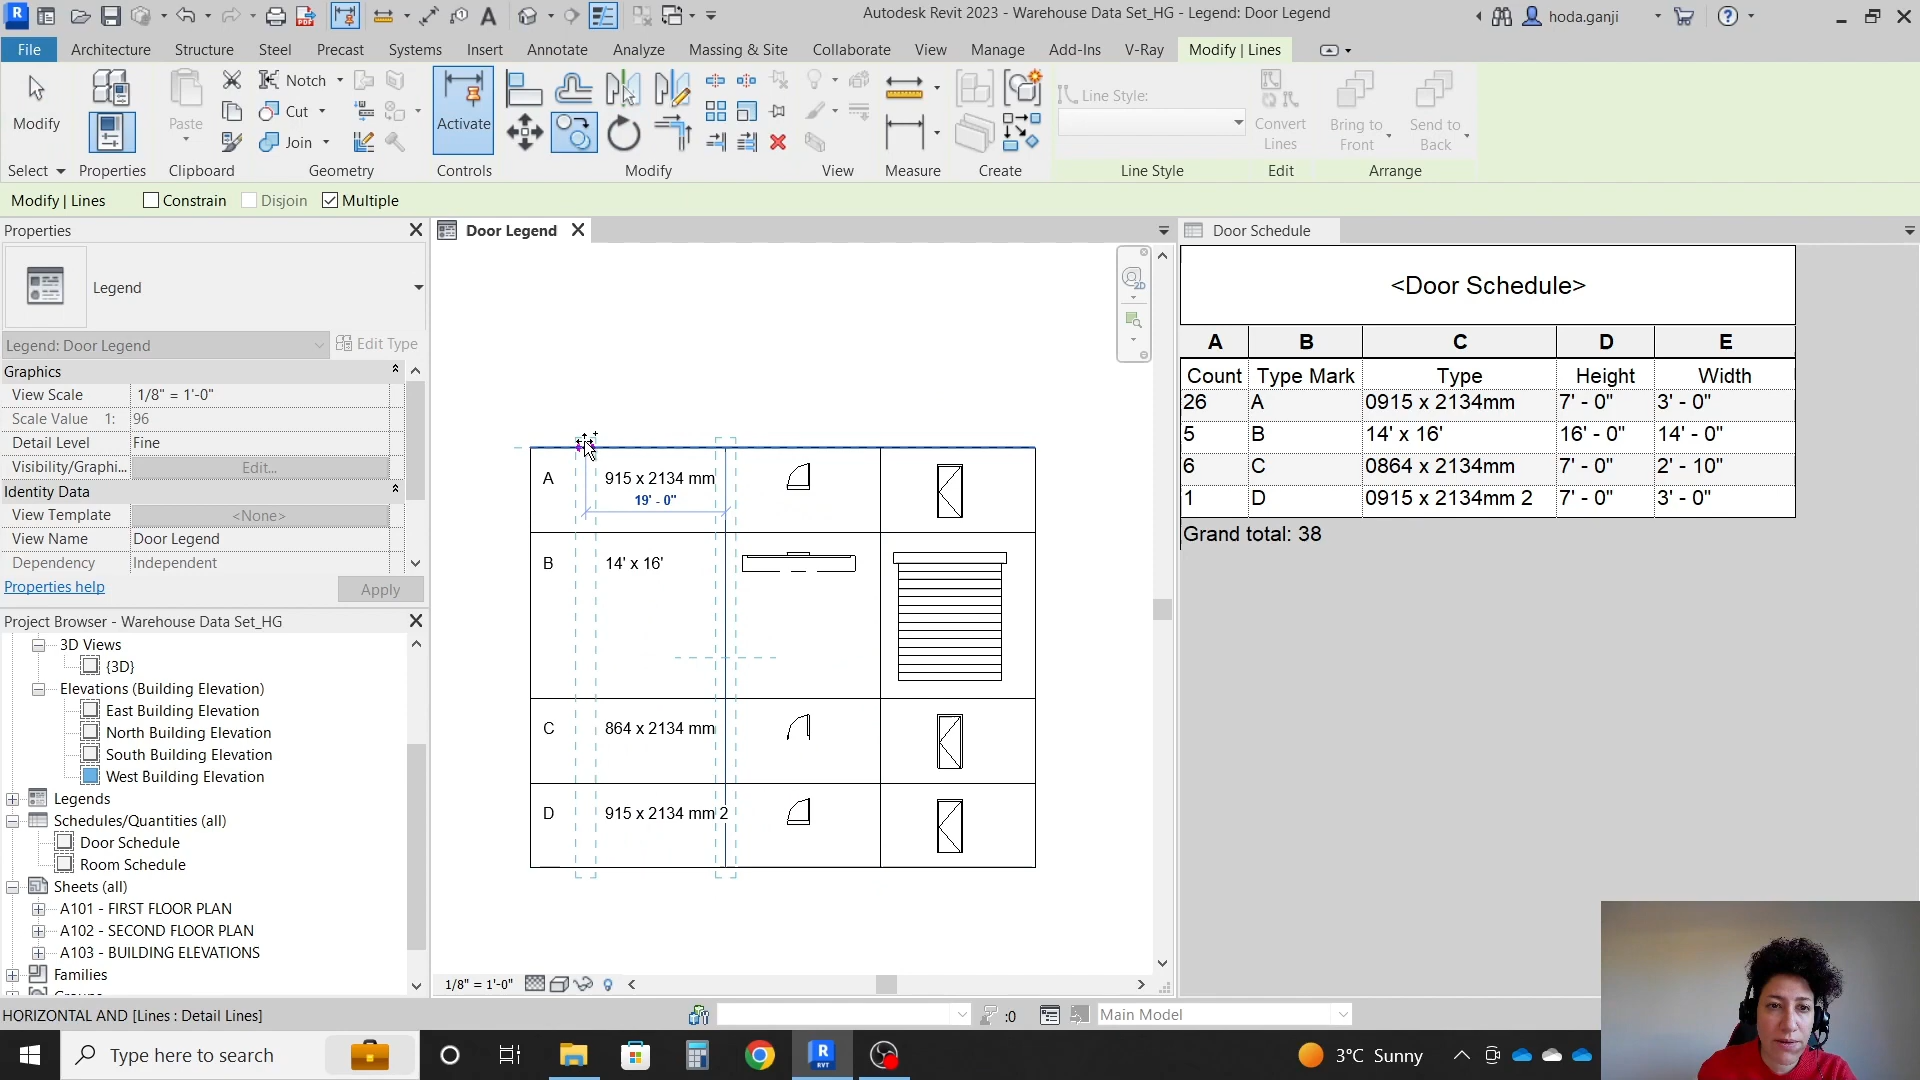 Autodesk Revit 2023 - Warehouse Data Set_HG - Legend: Door Legend
hoda.ganji
File Architecture Structure Steel Precast Systems Insert Annotate Analyze Massing & Site Collaborate View Manage Add-Ins V-Ray Modify | Lines
Modify
Paste
Notch
Cut
Join
Activate
Line Style:
Convert
Lines
Bring to
Front
Send to
Back
Select Properties Clipboard Geometry Controls Modify View Measure Create Line Style Edit Arrange
Modify | Lines Constrain Disjoin Multiple
Properties
Legend
Legend: Door Legend Edit Type
Graphics
View Scale 1/8" = 1'-0"
Scale Value 1: 96
Detail Level Fine
Visibility/Graphi... Edit...
Identity Data
View Template <None>
View Name Door Legend
Dependency Independent
Properties help Apply
Project Browser - Warehouse Data Set_HG
3D Views
{3D}
Elevations (Building Elevation)
East Building Elevation
North Building Elevation
South Building Elevation
West Building Elevation
Legends
Schedules/Quantities (all)
Door Schedule
Room Schedule
Sheets (all)
A101 - FIRST FLOOR PLAN
A102 - SECOND FLOOR PLAN
A103 - BUILDING ELEVATIONS
Families
Door Legend
2D
A 915 x 2134 mm
19' - 0"
B 14' x 16'
C 864 x 2134 mm
D 915 x 2134 mm 2
1/8" = 1'-0"
Door Schedule
<Door Schedule>
A B C D E
Count Type Mark Type Height Width
26 A 0915 x 2134mm 7' - 0" 3' - 0"
5 B 14' x 16' 16' - 0" 14' - 0"
6 C 0864 x 2134mm 7' - 0" 2' - 10"
1 D 0915 x 2134mm 2 7' - 0" 3' - 0"
Grand total: 38
HORIZONTAL AND [Lines : Detail Lines]
:0
Main Model
Type here to search
3°C Sunny